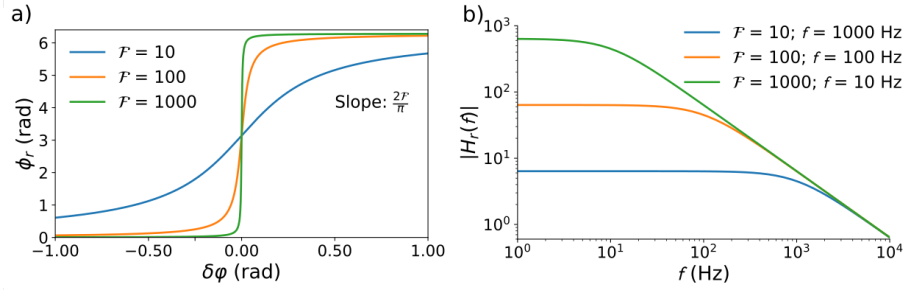 a)
ϕ_r (rad)
6
5
4
3
2
1
0
ℱ = 10
ℱ = 100
ℱ = 1000
Slope: 2ℱ/π
−1.00
−0.50
0.00
0.50
1.00
δφ (rad)
b)
|H_r(f)|
10³
10²
10¹
10⁰
ℱ = 10; f = 1000 Hz
ℱ = 100; f = 100 Hz
ℱ = 1000; f = 10 Hz
10⁰
10¹
10²
10³
10⁴
f (Hz)